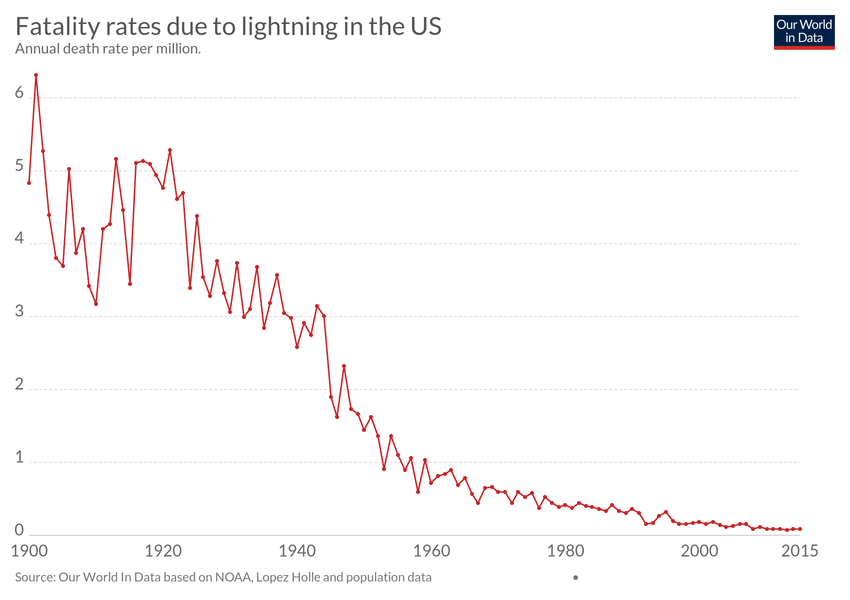 Fatality rates due to lightning in the US
Annual death rate per million.
Our World
in Data
6
5
4
3
2
1
0
1900 1920 1940 1960 1980 2000 2015
Source: Our World In Data based on NOAA, Lopez Holle and population data